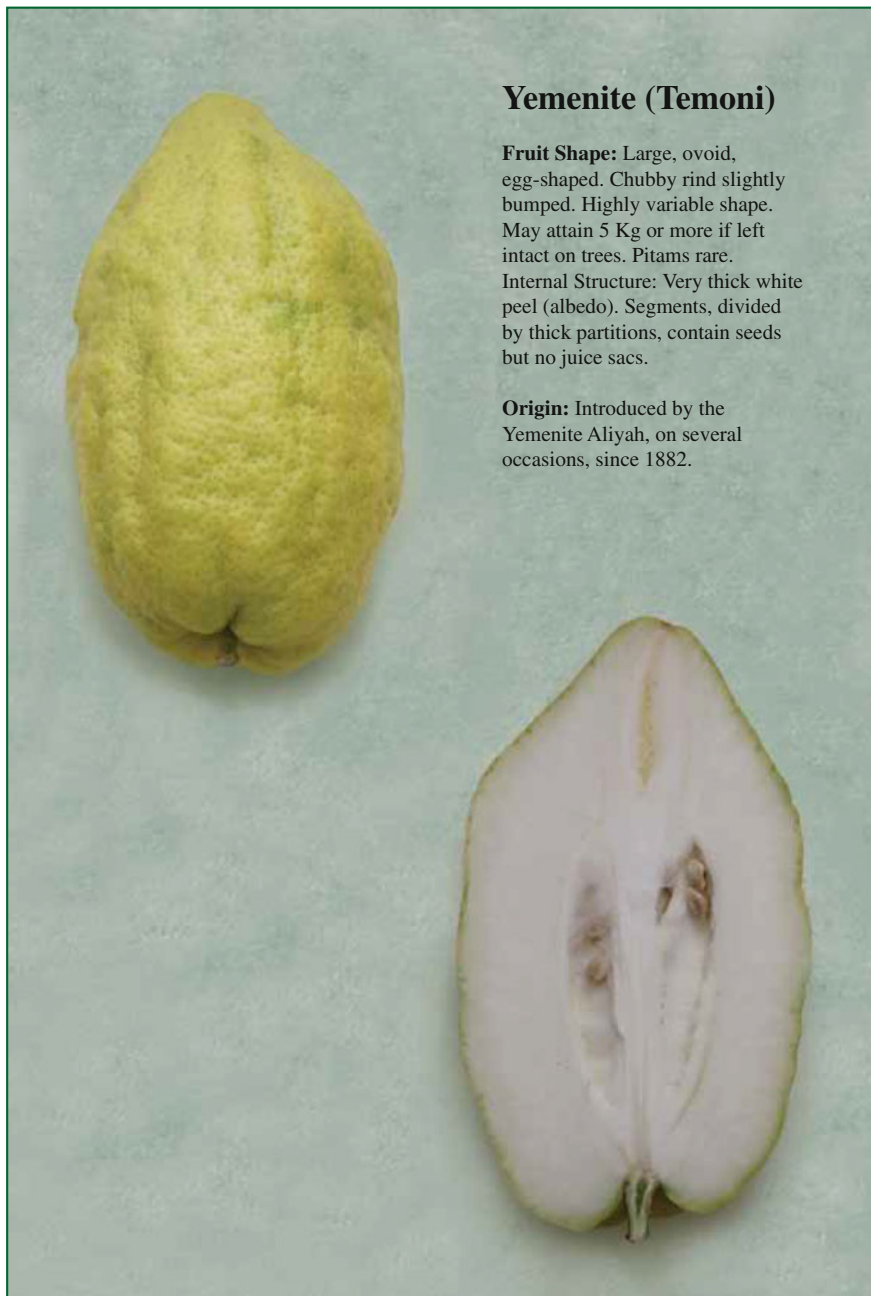 Yemenite (Temoni)
Fruit Shape: Large, ovoid,
egg-shaped. Chubby rind slightly
bumped. Highly variable shape.
May attain 5 Kg or more if left
intact on trees. Pitams rare.
Internal Structure: Very thick white
peel (albedo). Segments, divided
by thick partitions, contain seeds
but no juice sacs.
Origin: Introduced by the
Yemenite Aliyah, on several
occasions, since 1882.